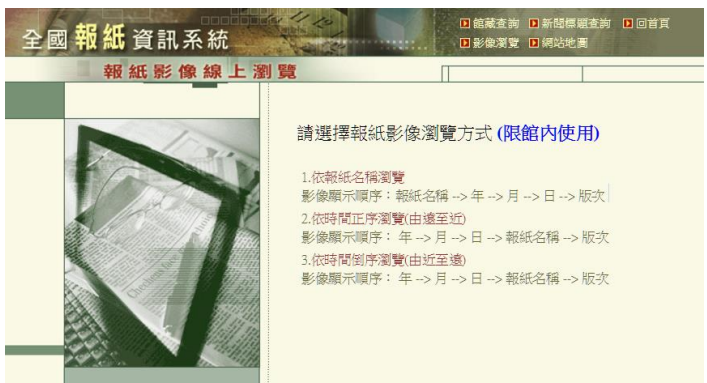 全國報紙資訊系統
館藏查詢 新聞標題查詢 回首頁
影像瀏覽 網站地圖
報紙影像線上瀏覽
請選擇報紙影像瀏覽方式 (限館內使用)
1.依報紙名稱瀏覽
影像顯示順序：報紙名稱 --> 年 --> 月 --> 日 --> 版次
2.依時間正序瀏覽(由遠至近)
影像顯示順序： 年 --> 月 --> 日 --> 報紙名稱 --> 版次
3.依時間倒序瀏覽(由近至遠)
影像顯示順序： 年 --> 月 --> 日 --> 報紙名稱 --> 版次